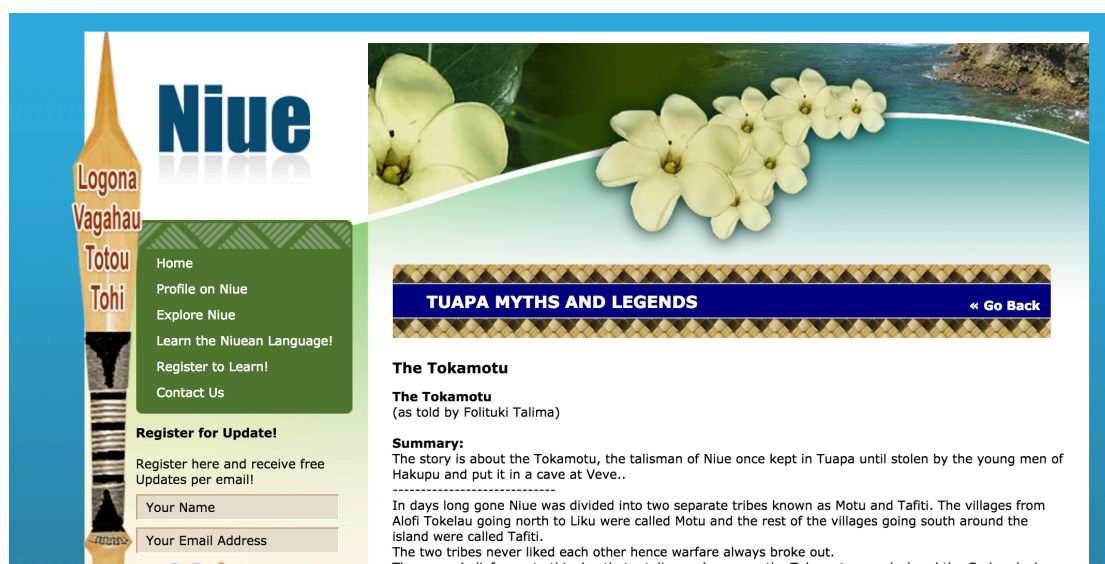 Niue
Logona
Vagahau
Totou
Tohi
Home
Profile on Niue
Explore Niue
Learn the Niuean Language!
Register to Learn!
Contact Us
Register for Update!
Register here and receive free
Updates per email!
Your Name
Your Email Address
TUAPA MYTHS AND LEGENDS
« Go Back
The Tokamotu
The Tokamotu
(as told by Folituki Talima)
Summary:
The story is about the Tokamotu, the talisman of Niue once kept in Tuapa until stolen by the young men of
Hakupu and put it in a cave at Veve..
-----------------------------
In days long gone Niue was divided into two separate tribes known as Motu and Tafiti. The villages from
Alofi Tokelau going north to Liku were called Motu and the rest of the villages going south around the
island were called Tafiti.
The two tribes never liked each other hence warfare always broke out.